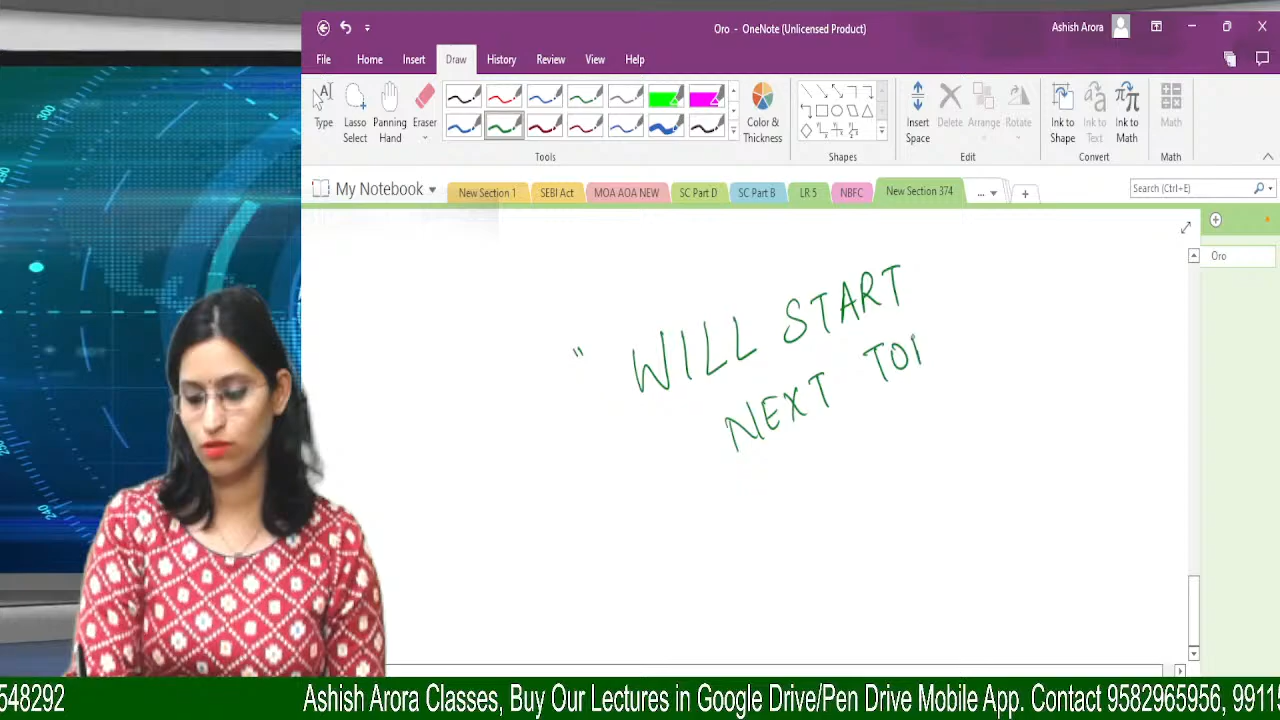 Oro - OneNote (Unlicensed Product)
Ashish Arora
File Home Insert Draw History Review View Help
Type
Lasso Select
Panning Hand
Eraser
Color & Thickness
Insert Space
Delete
Arrange
Rotate
Ink to Shape
Ink to Text
Ink to Math
Math
Tools Shapes Edit Convert Math
My Notebook New Section 1 SEBI Act MOA AOA NEW SC Part D SC Part B LR 5 NBFC New Section 374 ... Search (Ctrl+E)
Oro
" WILL START
NEXT TOI
300
240
548292 Ashish Arora Classes, Buy Our Lectures in Google Drive/Pen Drive Mobile App. Contact 9582965956, 9911